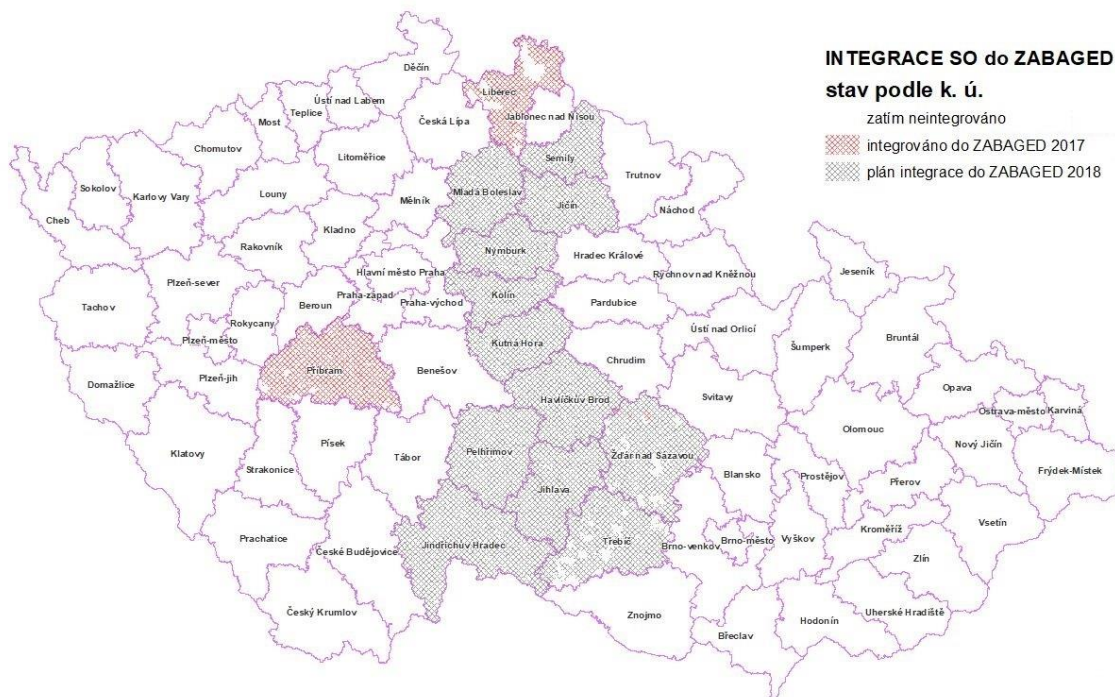 INTEGRACE SO do ZABAGED
stav podle k. ú.
zatím neintegrováno
integrováno do ZABAGED 2017
plán integrace do ZABAGED 2018
Děčín
Liberec
Ústí nad Labem
Teplice
Most
Česká Lípa
Jablonec nad Nisou
Chomutov
Litoměřice
Semily
Trutnov
Sokolov
Karlovy Vary
Louny
Mladá Boleslav
Mělník
Jičín
Náchod
Cheb
Kladno
Rakovník
Nymburk
Hradec Králové
Rychnov nad Kněžnou
Jeseník
Hlavní město Praha
Plzeň-sever
Tachov
Beroun
Praha-západ
Praha-východ
Kolín
Pardubice
Rokycany
Ústí nad Orlicí
Bruntál
Plzeň-město
Kutná Hora
Šumperk
Chrudim
Příbram
Benešov
Domažlice
Plzeň-jih
Opava
Svitavy
Havlíčkův Brod
Olomouc
Ostrava-město
Karviná
Klatovy
Písek
Tábor
Pelhřimov
Žďár nad Sázavou
Nový Jičín
Frýdek-Místek
Strakonice
Blansko
Prostějov
Přerov
Jihlava
Vsetín
Kroměříž
Prachatice
České Budějovice
Jindřichův Hradec
Třebíč
Brno-venkov
Brno-město
Vyškov
Zlín
Český Krumlov
Znojmo
Uherské Hradiště
Hodonín
Břeclav